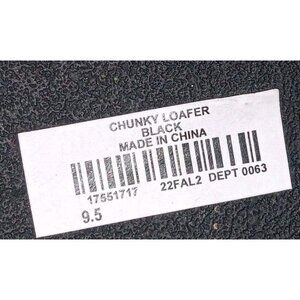 CHUNKY LOAFER
BLACK
MADE IN CHINA
17551717
22FAL2 DEPT 0063
9.5